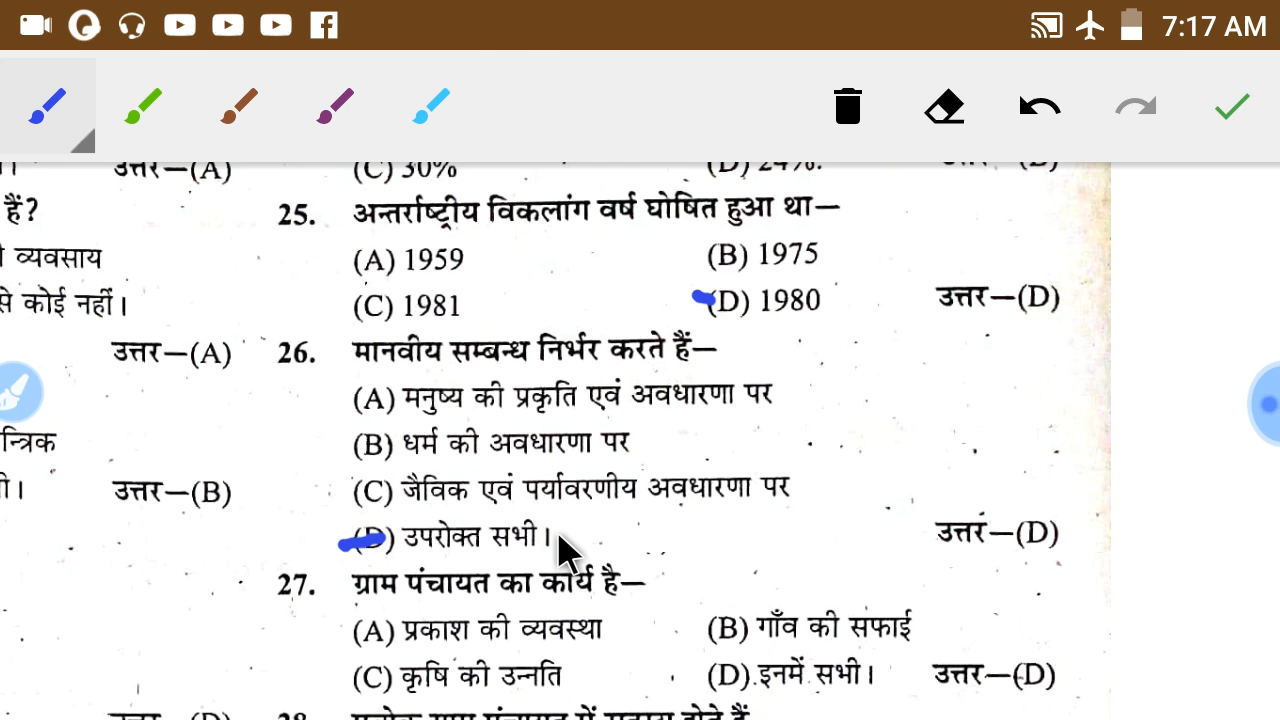 7:17 AM
उत्तर—(A)
(C) 30%
(D) 24%.
हैं?
व्यवसाय
से कोई नहीं।
उत्तर—(A)
न्त्रिक
उत्तर—(B)
25. अन्तर्राष्ट्रीय विकलांग वर्ष घोषित हुआ था—
(A) 1959 (B) 1975
(C) 1981 (D) 1980 उत्तर—(D)
26. मानवीय सम्बन्ध निर्भर करते हैं—
(A) मनुष्य की प्रकृति एवं अवधारणा पर
(B) धर्म की अवधारणा पर
(C) जैविक एवं पर्यावरणीय अवधारणा पर
(D) उपरोक्त सभी। उत्तर—(D)
27. ग्राम पंचायत का कार्य है—
(A) प्रकाश की व्यवस्था (B) गाँव की सफाई
(C) कृषि की उन्नति (D) इनमें सभी। उत्तर—(D)